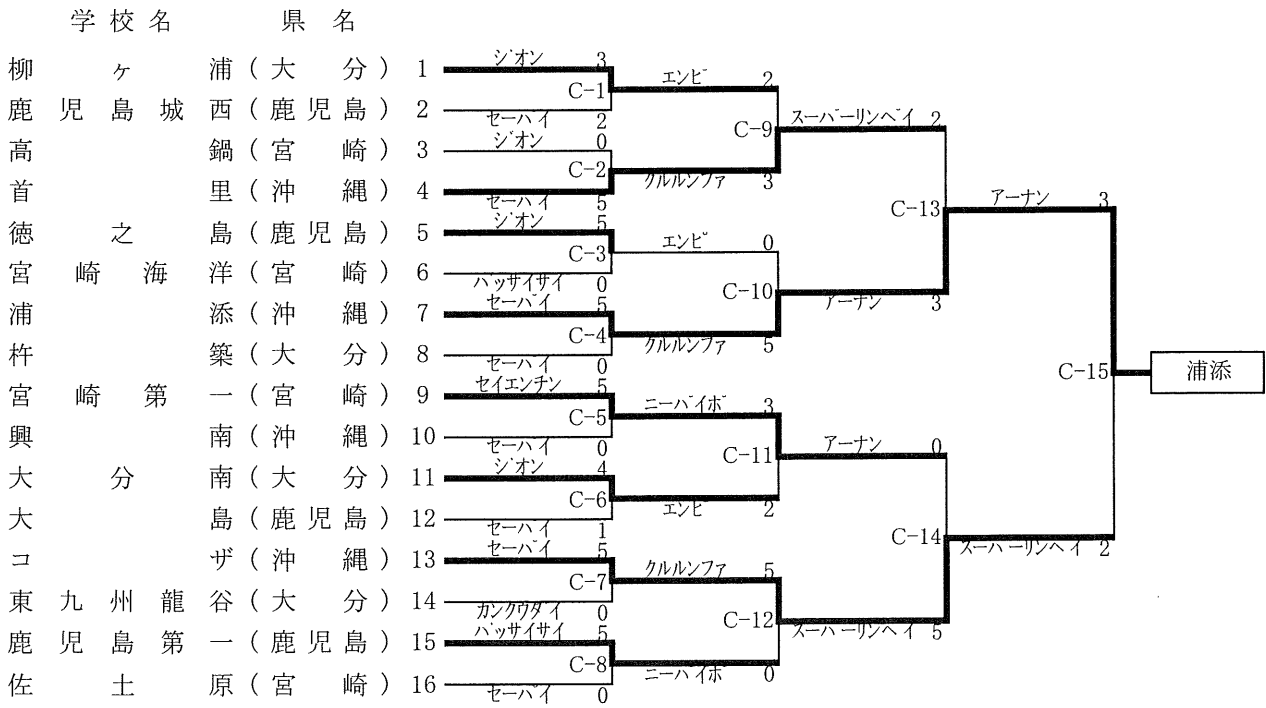 学校名 県名
柳ヶ浦(大分) 1 ジオン 3
C-1 エンピ 2
鹿児島城西(鹿児島) 2 セーパイ 2
C-9 スーパーリンペイ 2
高鍋(宮崎) 3 ジオン 0
C-2 クルルンファ 3
首里(沖縄) 4 セーパイ 5
C-13 アーナン 3
徳之島(鹿児島) 5 ジオン 5
C-3 エンピ 0
宮崎海洋(宮崎) 6 バッサイサイ 0
C-10 アーナン 3
浦添(沖縄) 7 セーパイ 5
C-4 クルルンファ 5
杵築(大分) 8 セーパイ 0
C-15 浦添
宮崎第一(宮崎) 9 セイエンチン 5
C-5 ニーパイポ 3
興南(沖縄) 10 セーパイ 0
C-11 アーナン 0
大分南(大分) 11 ジオン 4
C-6 エンピ 2
大島(鹿児島) 12 セーパイ 1
C-14 スーパーリンペイ 2
コザ(沖縄) 13 セーパイ 5
C-7 クルルンファ 5
東九州龍谷(大分) 14 カンクウダイ 0
C-12 スーパーリンペイ 5
鹿児島第一(鹿児島) 15 バッサイサイ 5
C-8 ニーパイポ 0
佐土原(宮崎) 16 セーパイ 0